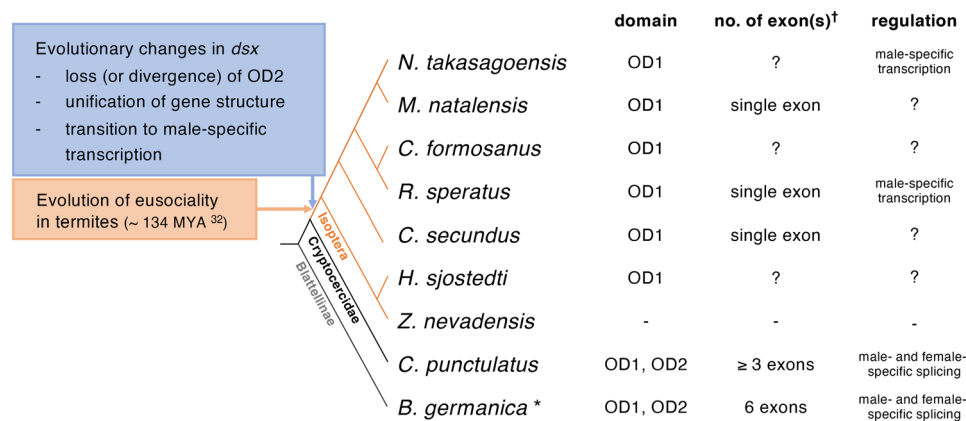 Evolutionary changes in dsx
- loss (or divergence) of OD2
- unification of gene structure
- transition to male-specific
transcription
Evolution of eusociality
in termites (~ 134 MYA 32)
Isoptera
Cryptocercidae
Blattellinae
domain no. of exon(s)† regulation
N. takasagoensis OD1 ? male-specific
transcription
M. natalensis OD1 single exon ?
C. formosanus OD1 ? ?
R. speratus OD1 single exon male-specific
transcription
C. secundus OD1 single exon ?
H. sjostedti OD1 ? ?
Z. nevadensis - - -
C. punctulatus OD1, OD2 ≥ 3 exons male- and female-
specific splicing
B. germanica * OD1, OD2 6 exons male- and female-
specific splicing